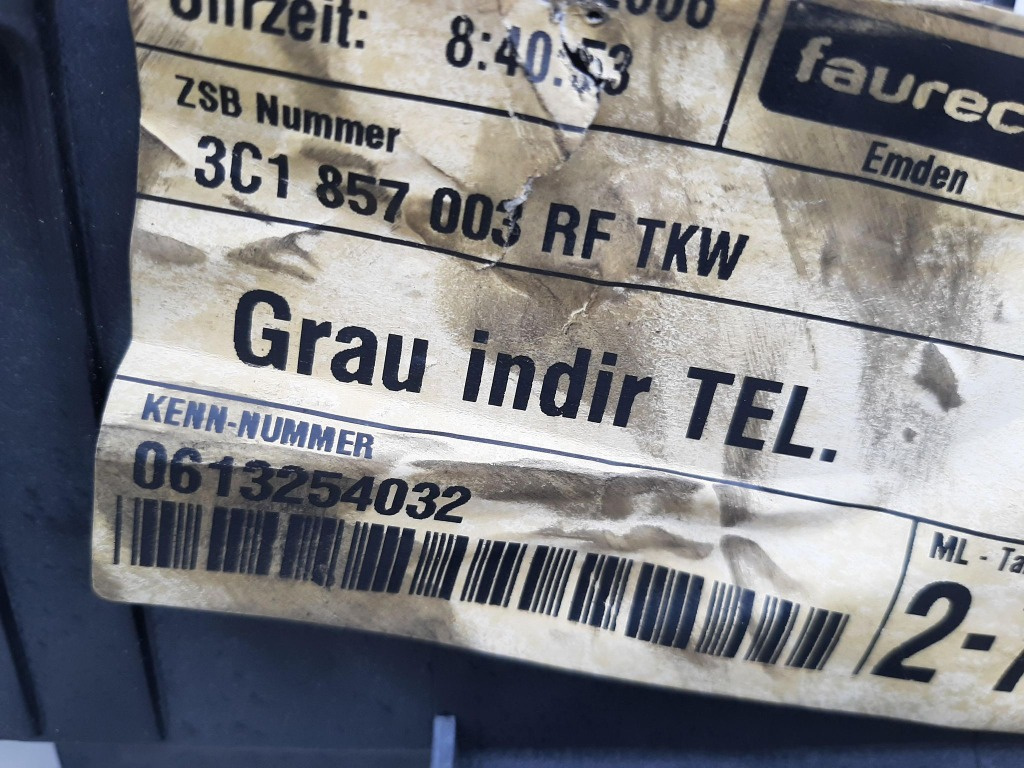 Uhrzeit: 8:40:53
faurec
Emden
ZSB Nummer
3C1 857 003 RF TKW
Grau indir TEL.
KENN-NUMMER
0613254032
ML - Ta
2-